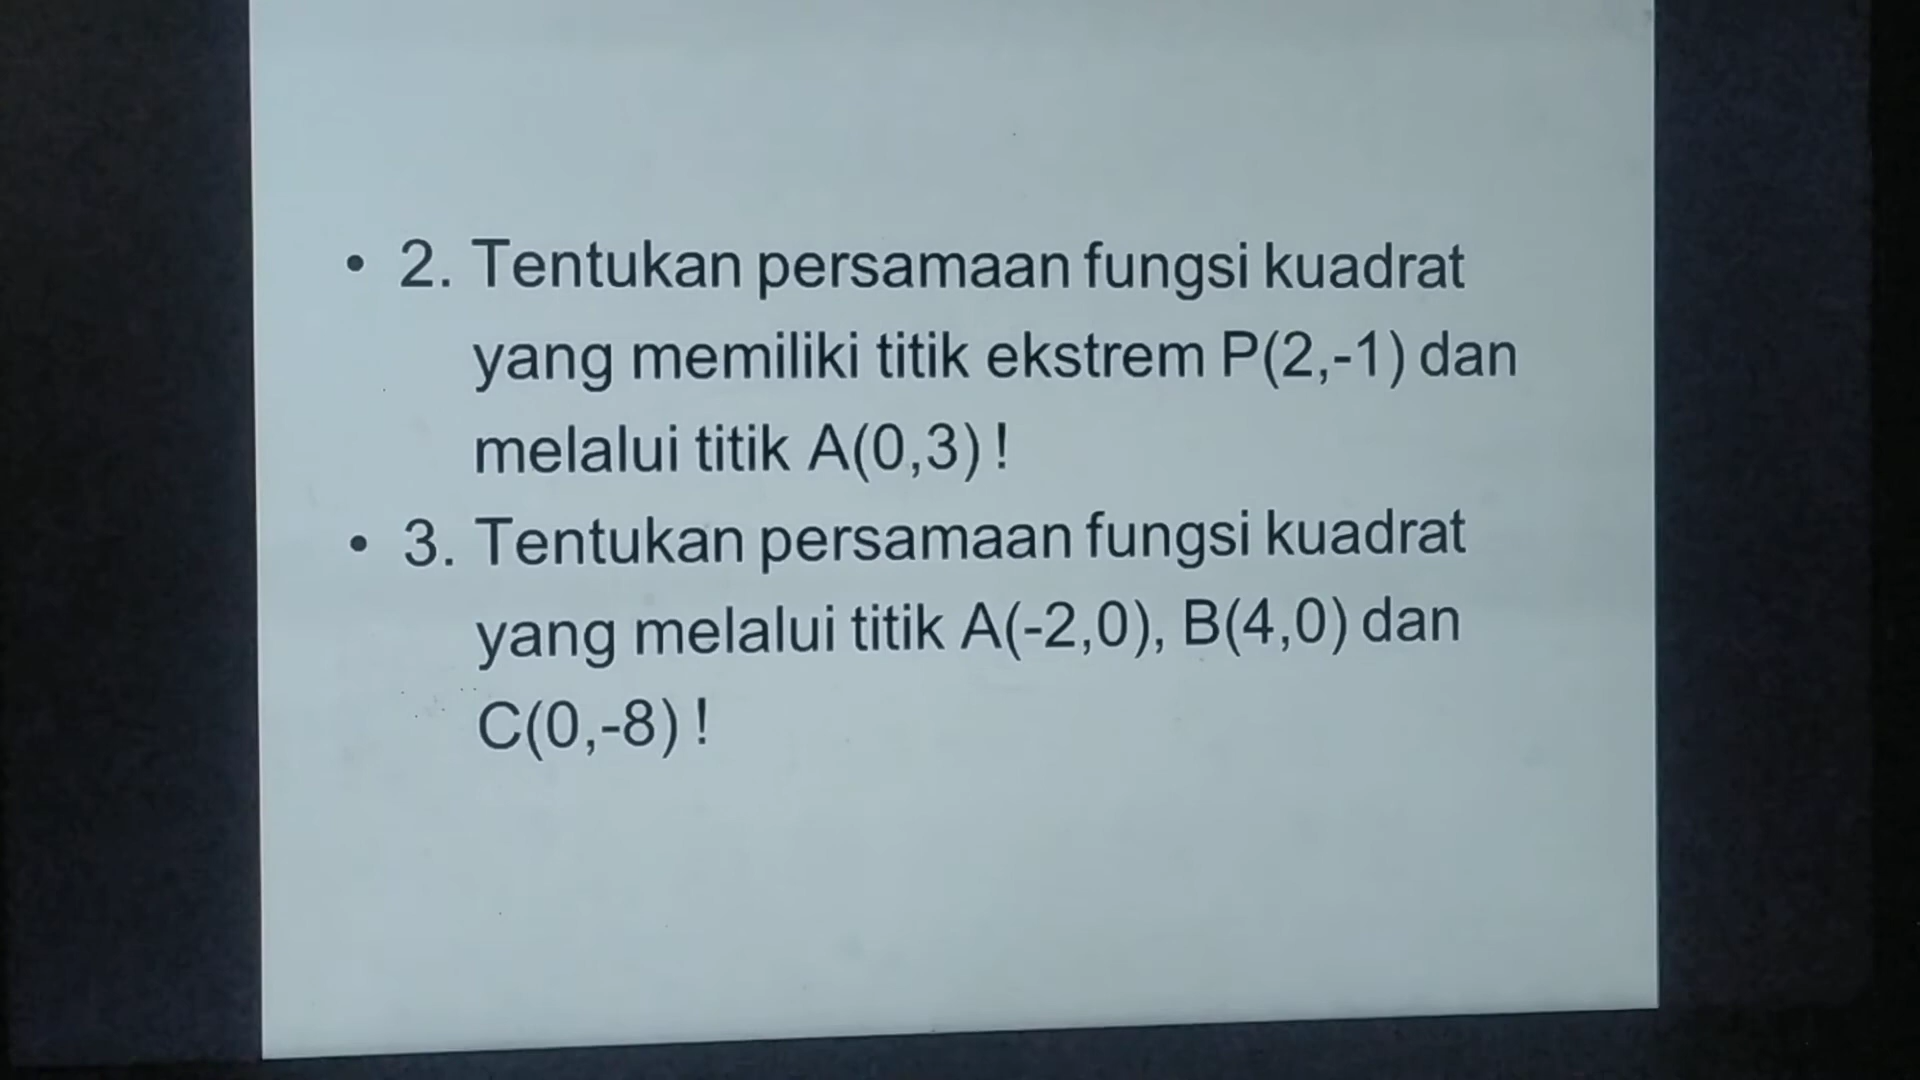 • 2. Tentukan persamaan fungsi kuadrat
yang memiliki titik ekstrem P(2,-1) dan
melalui titik A(0,3) !
• 3. Tentukan persamaan fungsi kuadrat
yang melalui titik A(-2,0), B(4,0) dan
C(0,-8) !